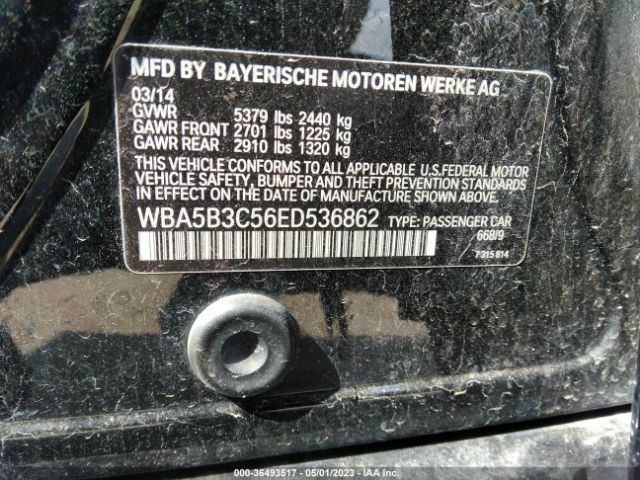 MFD BY BAYERISCHE MOTOREN WERKE AG
03/14
GVWR 5379 lbs 2440 kg
GAWR FRONT 2701 lbs 1225 kg
GAWR REAR 2910 lbs 1320 kg
THIS VEHICLE CONFORMS TO ALL APPLICABLE U.S.FEDERAL MOTOR
VEHICLE SAFETY, BUMPER AND THEFT PREVENTION STANDARDS
IN EFFECT ON THE DATE OF MANUFACTURE SHOWN ABOVE.
WBA5B3C56ED536862 TYPE: PASSENGER CAR
668/9
7 315 814
000-36493517 - 05/01/2023 - IAA Inc.